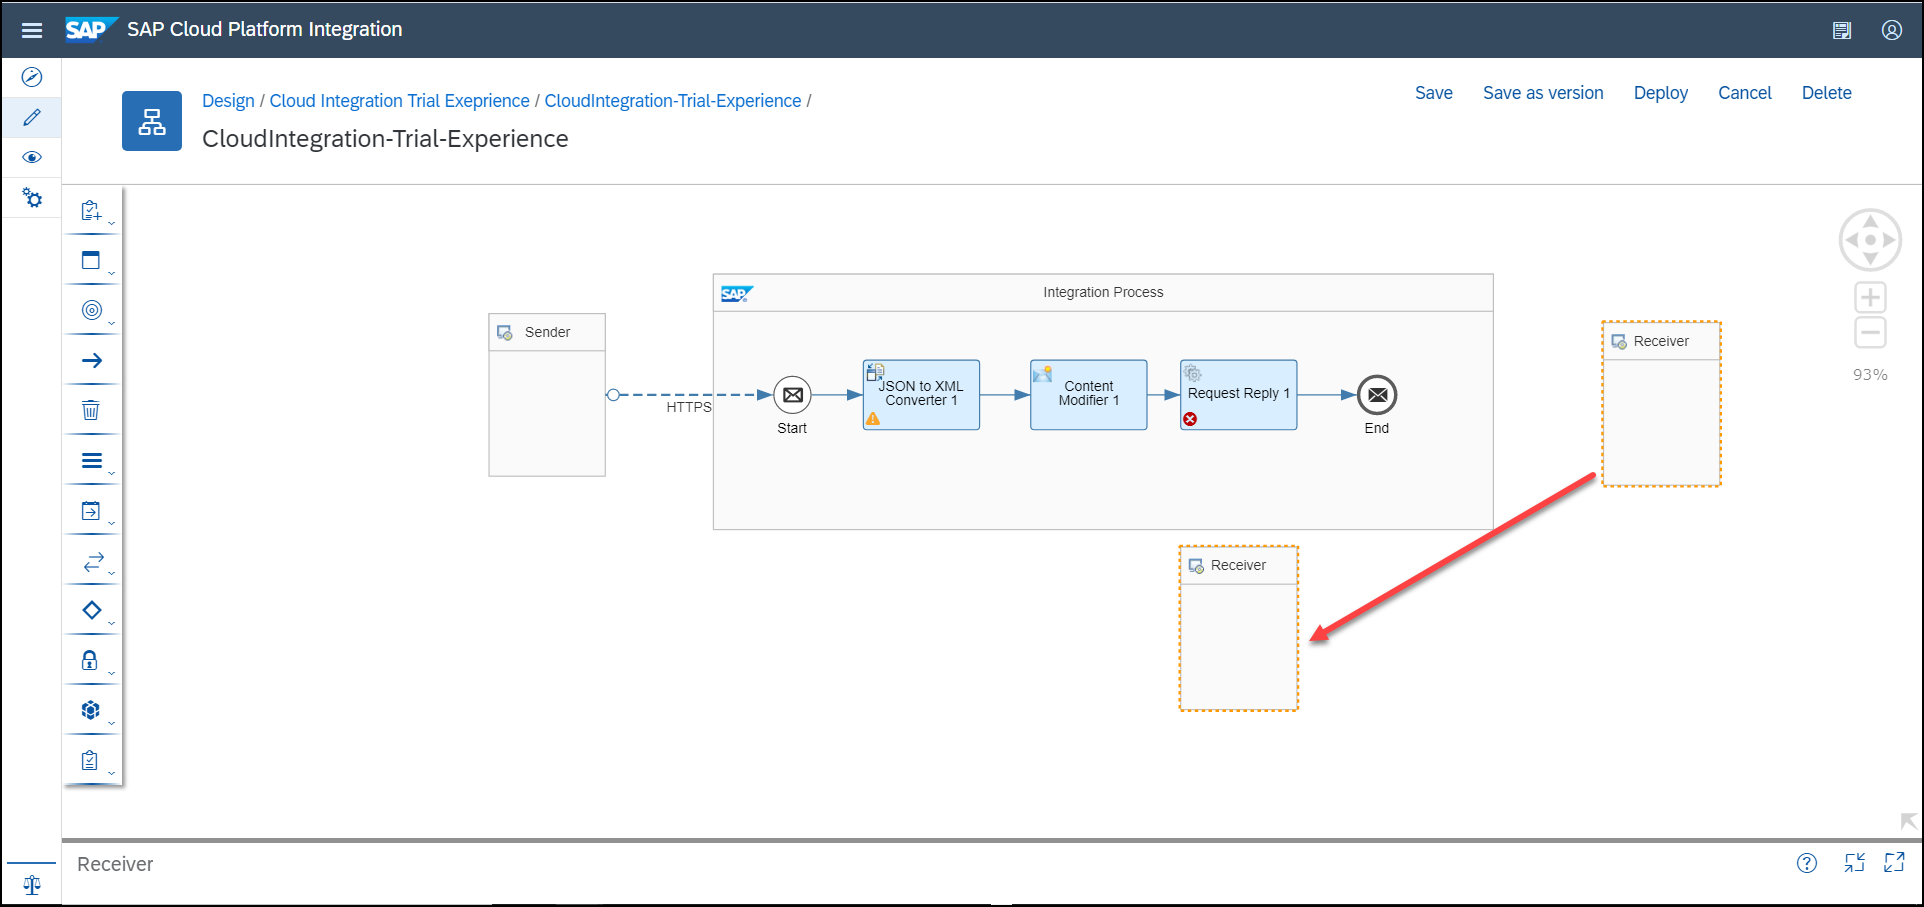 SAP SAP Cloud Platform Integration
Design / Cloud Integration Trial Exeprience / CloudIntegration-Trial-Experience /
CloudIntegration-Trial-Experience
Save Save as version Deploy Cancel Delete
SAP Integration Process
Sender
HTTPS
Start
JSON to XML
Converter 1
Content
Modifier 1
Request Reply 1
End
Receiver
93%
Receiver
Receiver